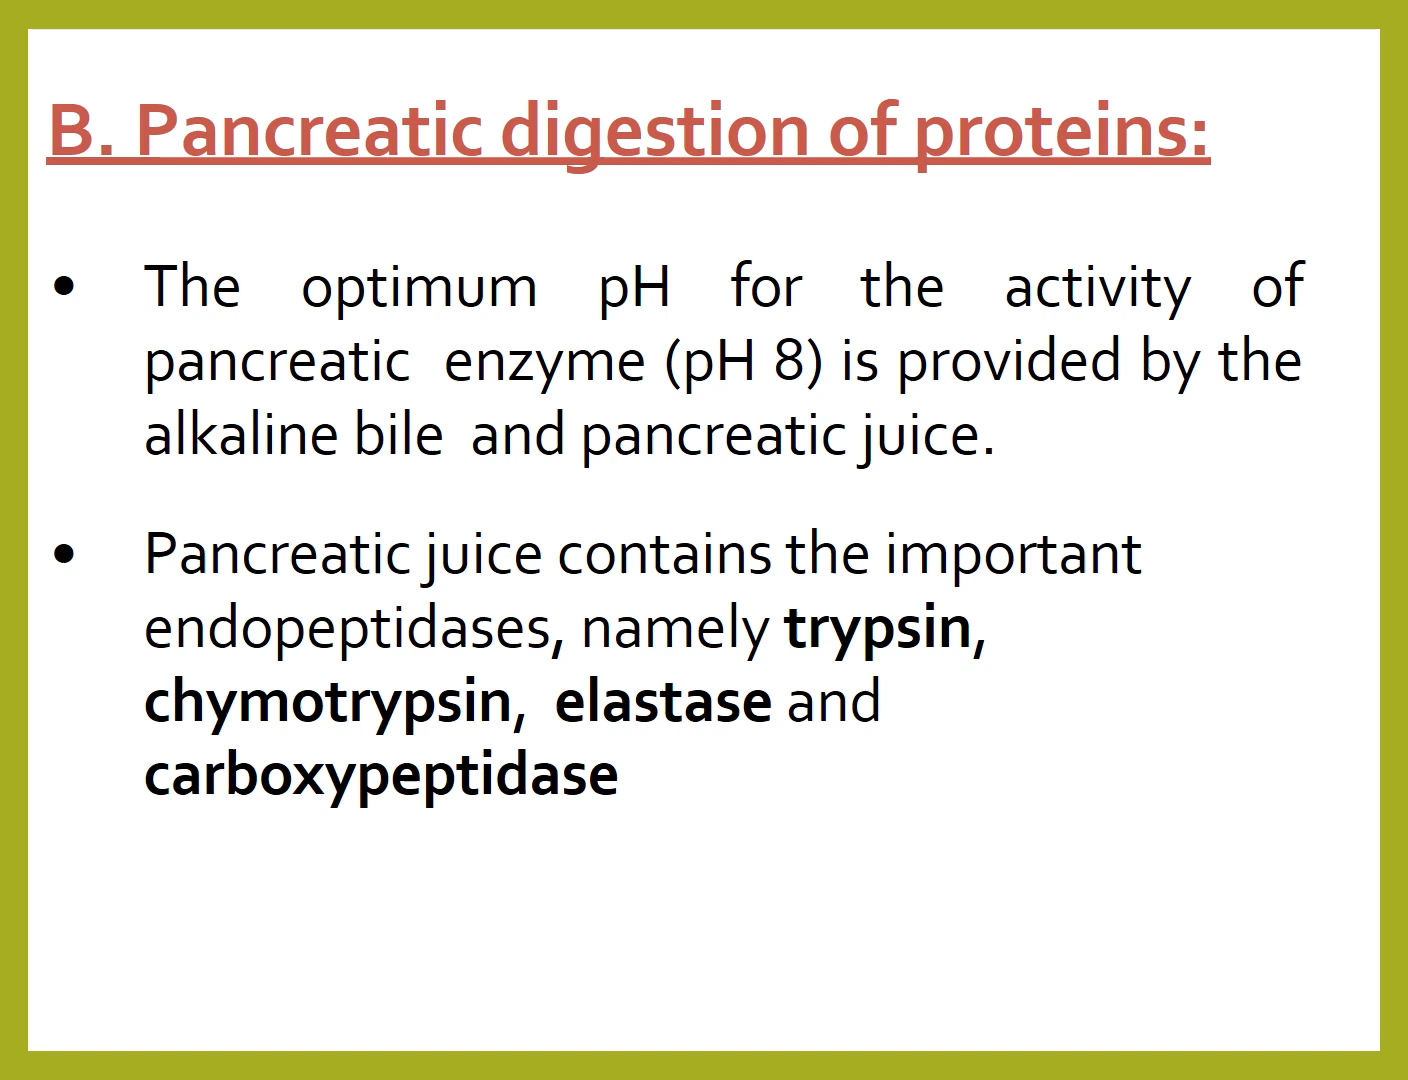 B. Pancreatic digestion of proteins:
• The optimum pH for the activity of
pancreatic enzyme (pH 8) is provided by the
alkaline bile and pancreatic juice.
• Pancreatic juice contains the important
endopeptidases, namely trypsin,
chymotrypsin, elastase and
carboxypeptidase